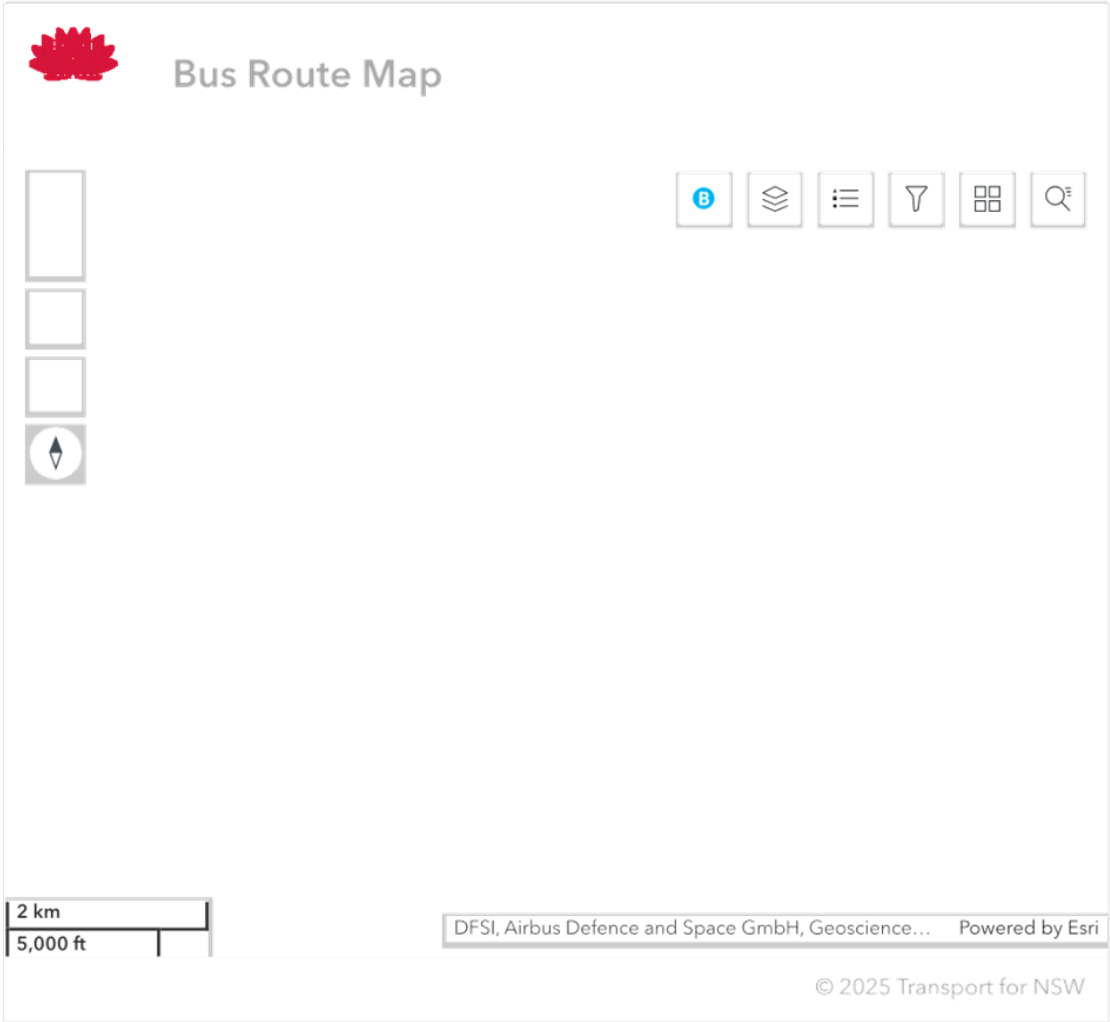 Bus Route Map
B
2 km
5,000 ft
DFSI, Airbus Defence and Space GmbH, Geoscience... Powered by Esri
© 2025 Transport for NSW